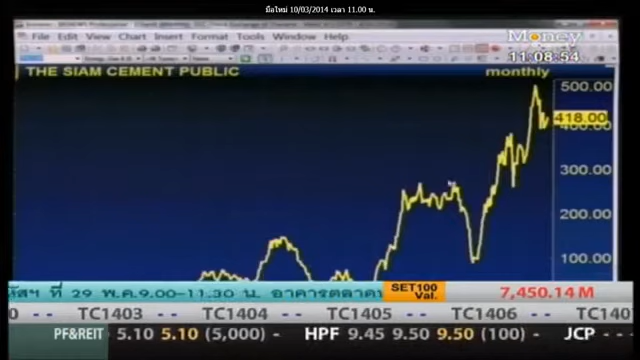 มือใหม่ 10/03/2014 เวลา 11.00 น.
File Edit View Chart Insert Format Tools Window Help
Money
11:08:54
THE SIAM CEMENT PUBLIC monthly
500.00
418.00
400.00
300.00
200.00
100.00
ที่ 29 พ.ค.9.00-11.30 น. อาคารตลาด
SET100 Val. 7,450.14 M
0 - - TC1403 - - TC1404 - - TC1405 - - TC1406 - - TC140
PF&REIT 5.10 5.10 (5,000) - HPF 9.45 9.50 9.50 (100) - JCP - - -